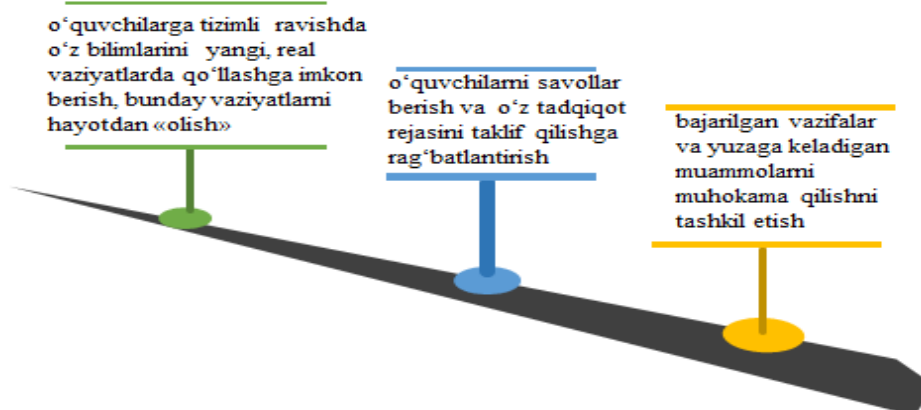 o‘quvchilarga tizimli ravishda
o‘z bilimlarini yangi, real
vaziyatlarda qo‘llashga imkon
berish, bunday vaziyatlarni
hayotdan «olish»
o‘quvchilarni savollar
berish va o‘z tadqiqot
rejasini taklif qilishga
rag‘batlantirish
bajarilgan vazifalar
va yuzaga keladigan
muammolarni
muhokama qilishni
tashkil etish